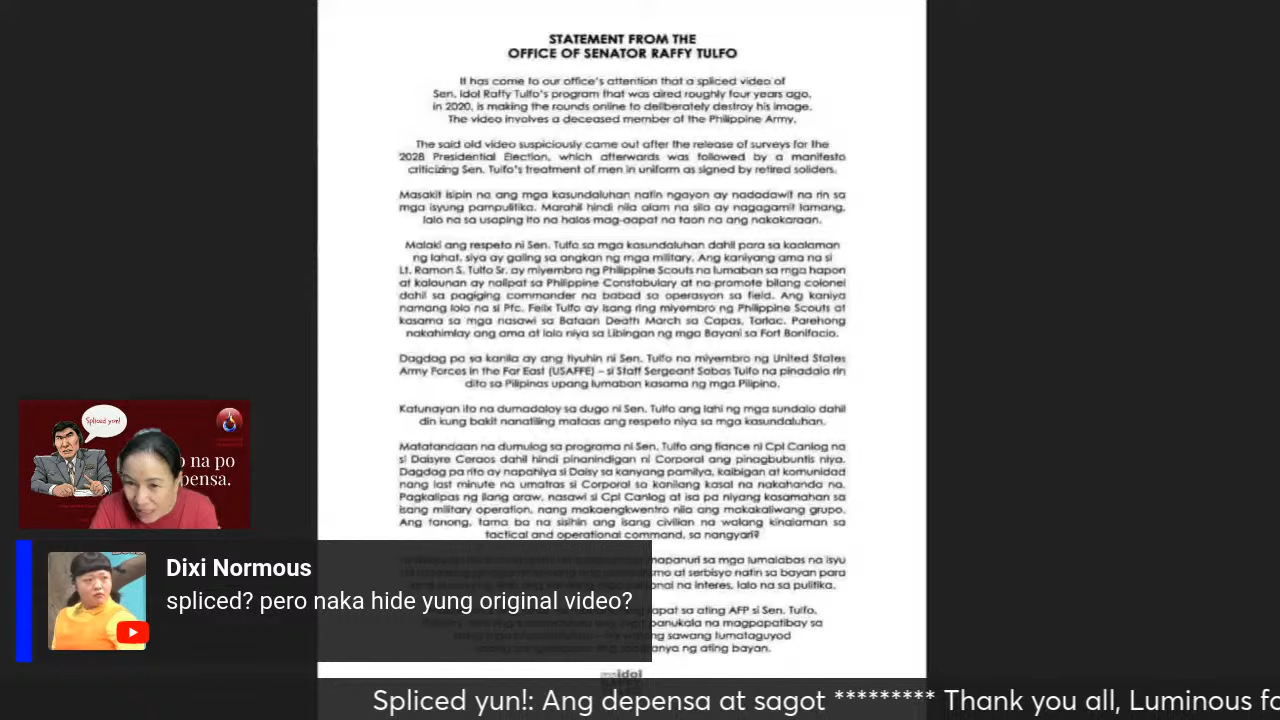 STATEMENT FROM THE
OFFICE OF SENATOR RAFFY TULFO
It has come to our office's attention that a spliced video of
Sen. Idol Raffy Tulfo's program that was aired roughly four years ago,
in 2020, is making the rounds online to deliberately destroy his image.
The video involves a deceased member of the Philippine Army.
The said old video suspiciously came out after the release of surveys for the
2028 Presidential Election, which afterwards was followed by a manifesto
criticizing Sen. Tulfo's treatment of men in uniform as signed by retired soliders.
Masakit isipin na ang mga kasundaluhan natin ngayon ay nadadawit na rin sa
mga isyung pampulitika. Marahil hindi nila alam na sila ay nagagamit lamang,
lalo na sa usaping ito na halos mag-aapat na taon na ang nakakaraan.
Malaki ang respeto ni Sen. Tulfo sa mga kasundaluhan dahil para sa kaalaman
ng lahat, siya ay galing sa angkan ng mga military. Ang kaniyang ama na si
Lt. Ramon S. Tulfo Sr. ay miyembro ng Philippine Scouts na lumaban sa mga hapon
at kalaunan ay nailipat sa Philippine Constabulary at na-promote bilang colonel
dahil sa pagiging commander na babad sa operasyon sa field. Ang kaniya
namang lolo na si Pfc. Felix Tulfo ay isang ring miyembro ng Philippine Scouts at
kasama sa mga nasawi sa Bataan Death March sa Capas, Tarlac. Parehong
nakahimlay ang ama at lolo niya sa Libingan ng mga Bayani sa Fort Bonifacio.
Dagdag pa sa kanila ay ang tiyuhin ni Sen. Tulfo na miyembro ng United States
Army Forces in the Far East (USAFFE) – si Staff Sergeant Sabas Tulfo na pinadala rin
dito sa Pilipinas upang lumaban kasama ng mga Pilipino.
Katunayan ito na dumadaloy sa dugo ni Sen. Tulfo ang lahi ng mga sundalo dahil
din kung bakit nanatiling mataas ang respeto niya sa mga kasundaluhan.
Matatandaan na dumulog sa programa ni Sen. Tulfo ang fiance ni Cpl Canlog na
si Daisyre Ceraos dahil hindi pinanindigan ni Corporal ang pinagbubuntis niya.
Dagdag pa rito ay napahiya si Daisy sa kanyang pamilya, kaibigan at komunidad
nang last minute na umatras si Corporal sa kanilang kasal na nakahanda na.
Pagkalipas ng ilang araw, nasawi si Cpl Canlog at isa pa niyang kasamahan sa
isang military operation, nang makaengkwentro nila ang makakaliwang grupo.
Ang tanong, tama ba na sisihin ang isang civilian na walang kinalaman sa
tactical and operational command, sa nangyari?
mapanuri sa mga lumalabas na isyu
at serbisyo natin sa bayan para
na interes, lalo na sa pulitika.
sa ating AFP si Sen. Tulfo,
panukala na magpapatibay sa
sawang tumataguyod
ng ating bayan.
idol
Spliced yun!
na po
Dixi Normous
spliced? pero naka hide yung original video?
Spliced yun!: Ang depensa at sagot ********* Thank you all, Luminous